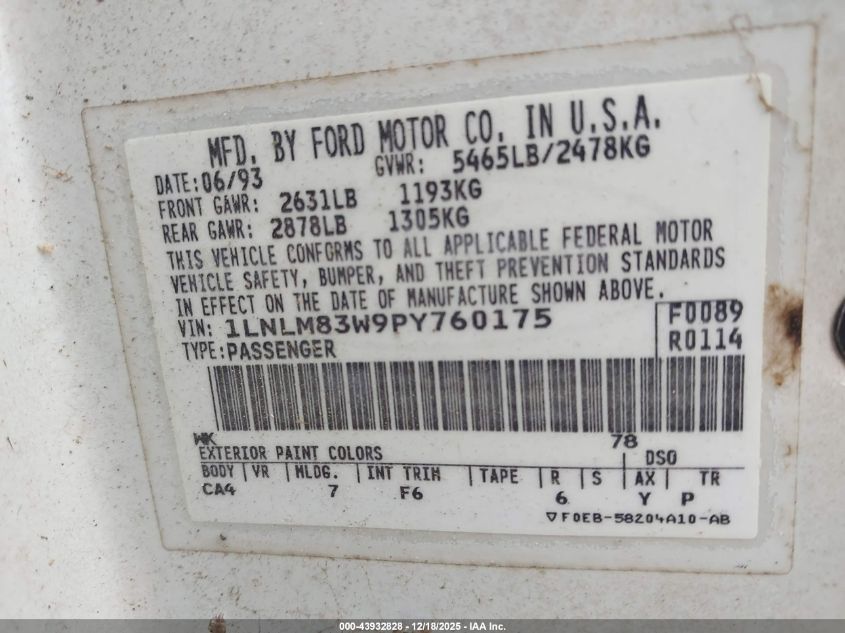 MFD. BY FORD MOTOR CO. IN U.S.A.
DATE: 06/93 GVWR: 5465LB/2478KG
FRONT GAWR: 2631LB 1193KG
REAR GAWR: 2878LB 1305KG
THIS VEHICLE CONFORMS TO ALL APPLICABLE FEDERAL MOTOR
VEHICLE SAFETY, BUMPER, AND THEFT PREVENTION STANDARDS
IN EFFECT ON THE DATE OF MANUFACTURE SHOWN ABOVE.
VIN: 1LNLM83W9PY760175 F0089
TYPE: PASSENGER R0114
WK 78
EXTERIOR PAINT COLORS DSO
BODY VR MLDG. INT TRIM TAPE R S AX TR
CA4 7 F6 6 Y P
▽F0EB-58204A10-AB
000-43932828 - 12/18/2025 - IAA Inc.